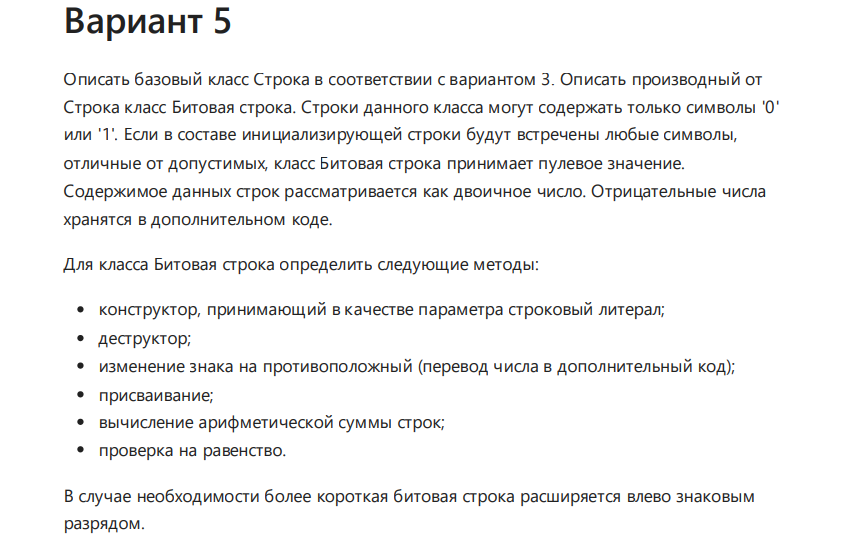 Вариант 5
Описать базовый класс Строка в соответствии с вариантом 3. Описать производный от
Строка класс Битовая строка. Строки данного класса могут содержать только символы '0'
или '1'. Если в составе инициализирующей строки будут встречены любые символы,
отличные от допустимых, класс Битовая строка принимает пулевое значение.
Содержимое данных строк рассматривается как двоичное число. Отрицательные числа
хранятся в дополнительном коде.
Для класса Битовая строка определить следующие методы:
• конструктор, принимающий в качестве параметра строковый литерал;
• деструктор;
• изменение знака на противоположный (перевод числа в дополнительный код);
• присваивание;
• вычисление арифметической суммы строк;
• проверка на равенство.
В случае необходимости более короткая битовая строка расширяется влево знаковым
разрядом.